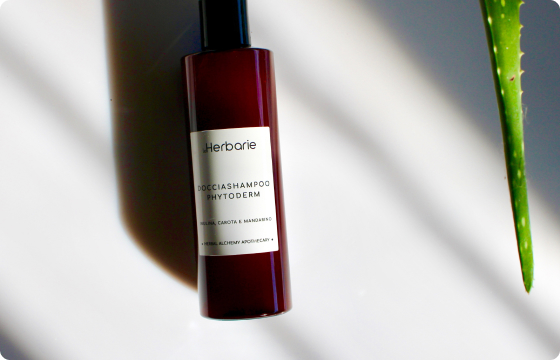 Herbarie
DOCCIASHAMPOO
PHYTODERM
CAROTA E MANDARINO
HERBAL ALCHEMY APOTHECARY